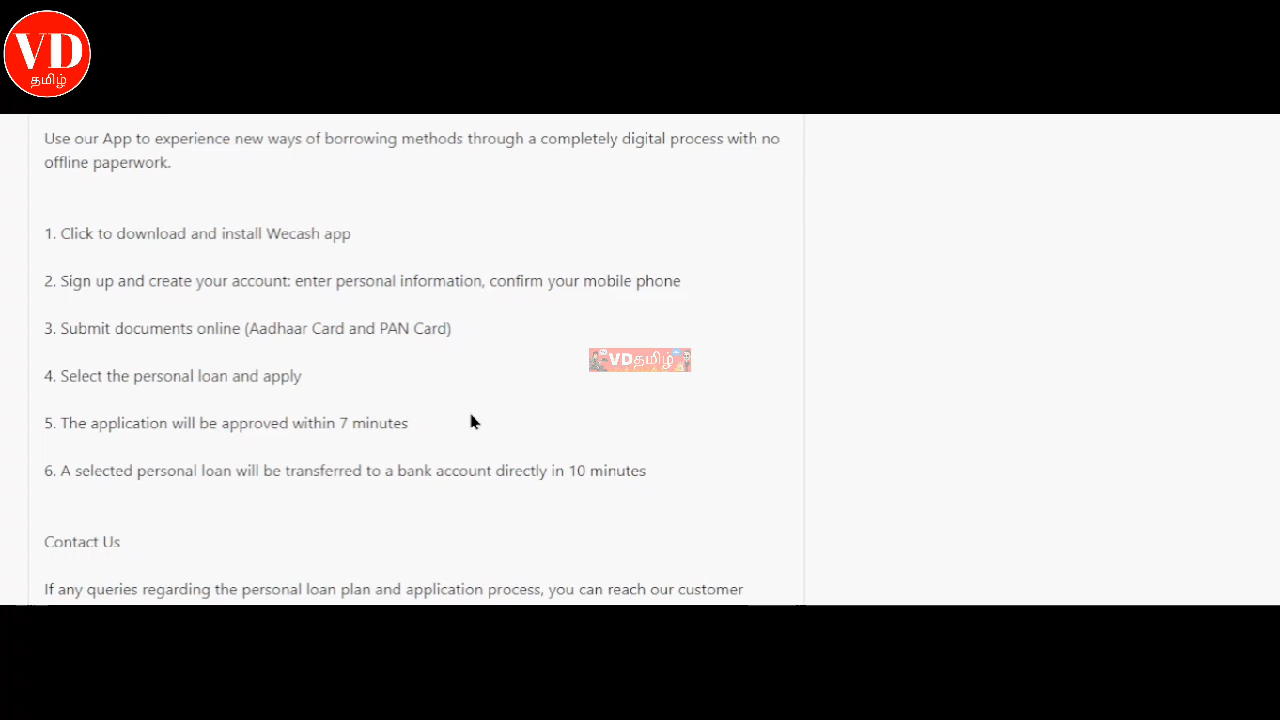 VD
தமிழ்
Use our App to experience new ways of borrowing methods through a completely digital process with no
offline paperwork.
1. Click to download and install Wecash app
2. Sign up and create your account: enter personal information, confirm your mobile phone
3. Submit documents online (Aadhaar Card and PAN Card)
VDதமிழ்
4. Select the personal loan and apply
5. The application will be approved within 7 minutes
6. A selected personal loan will be transferred to a bank account directly in 10 minutes
Contact Us
If any queries regarding the personal loan plan and application process, you can reach our customer